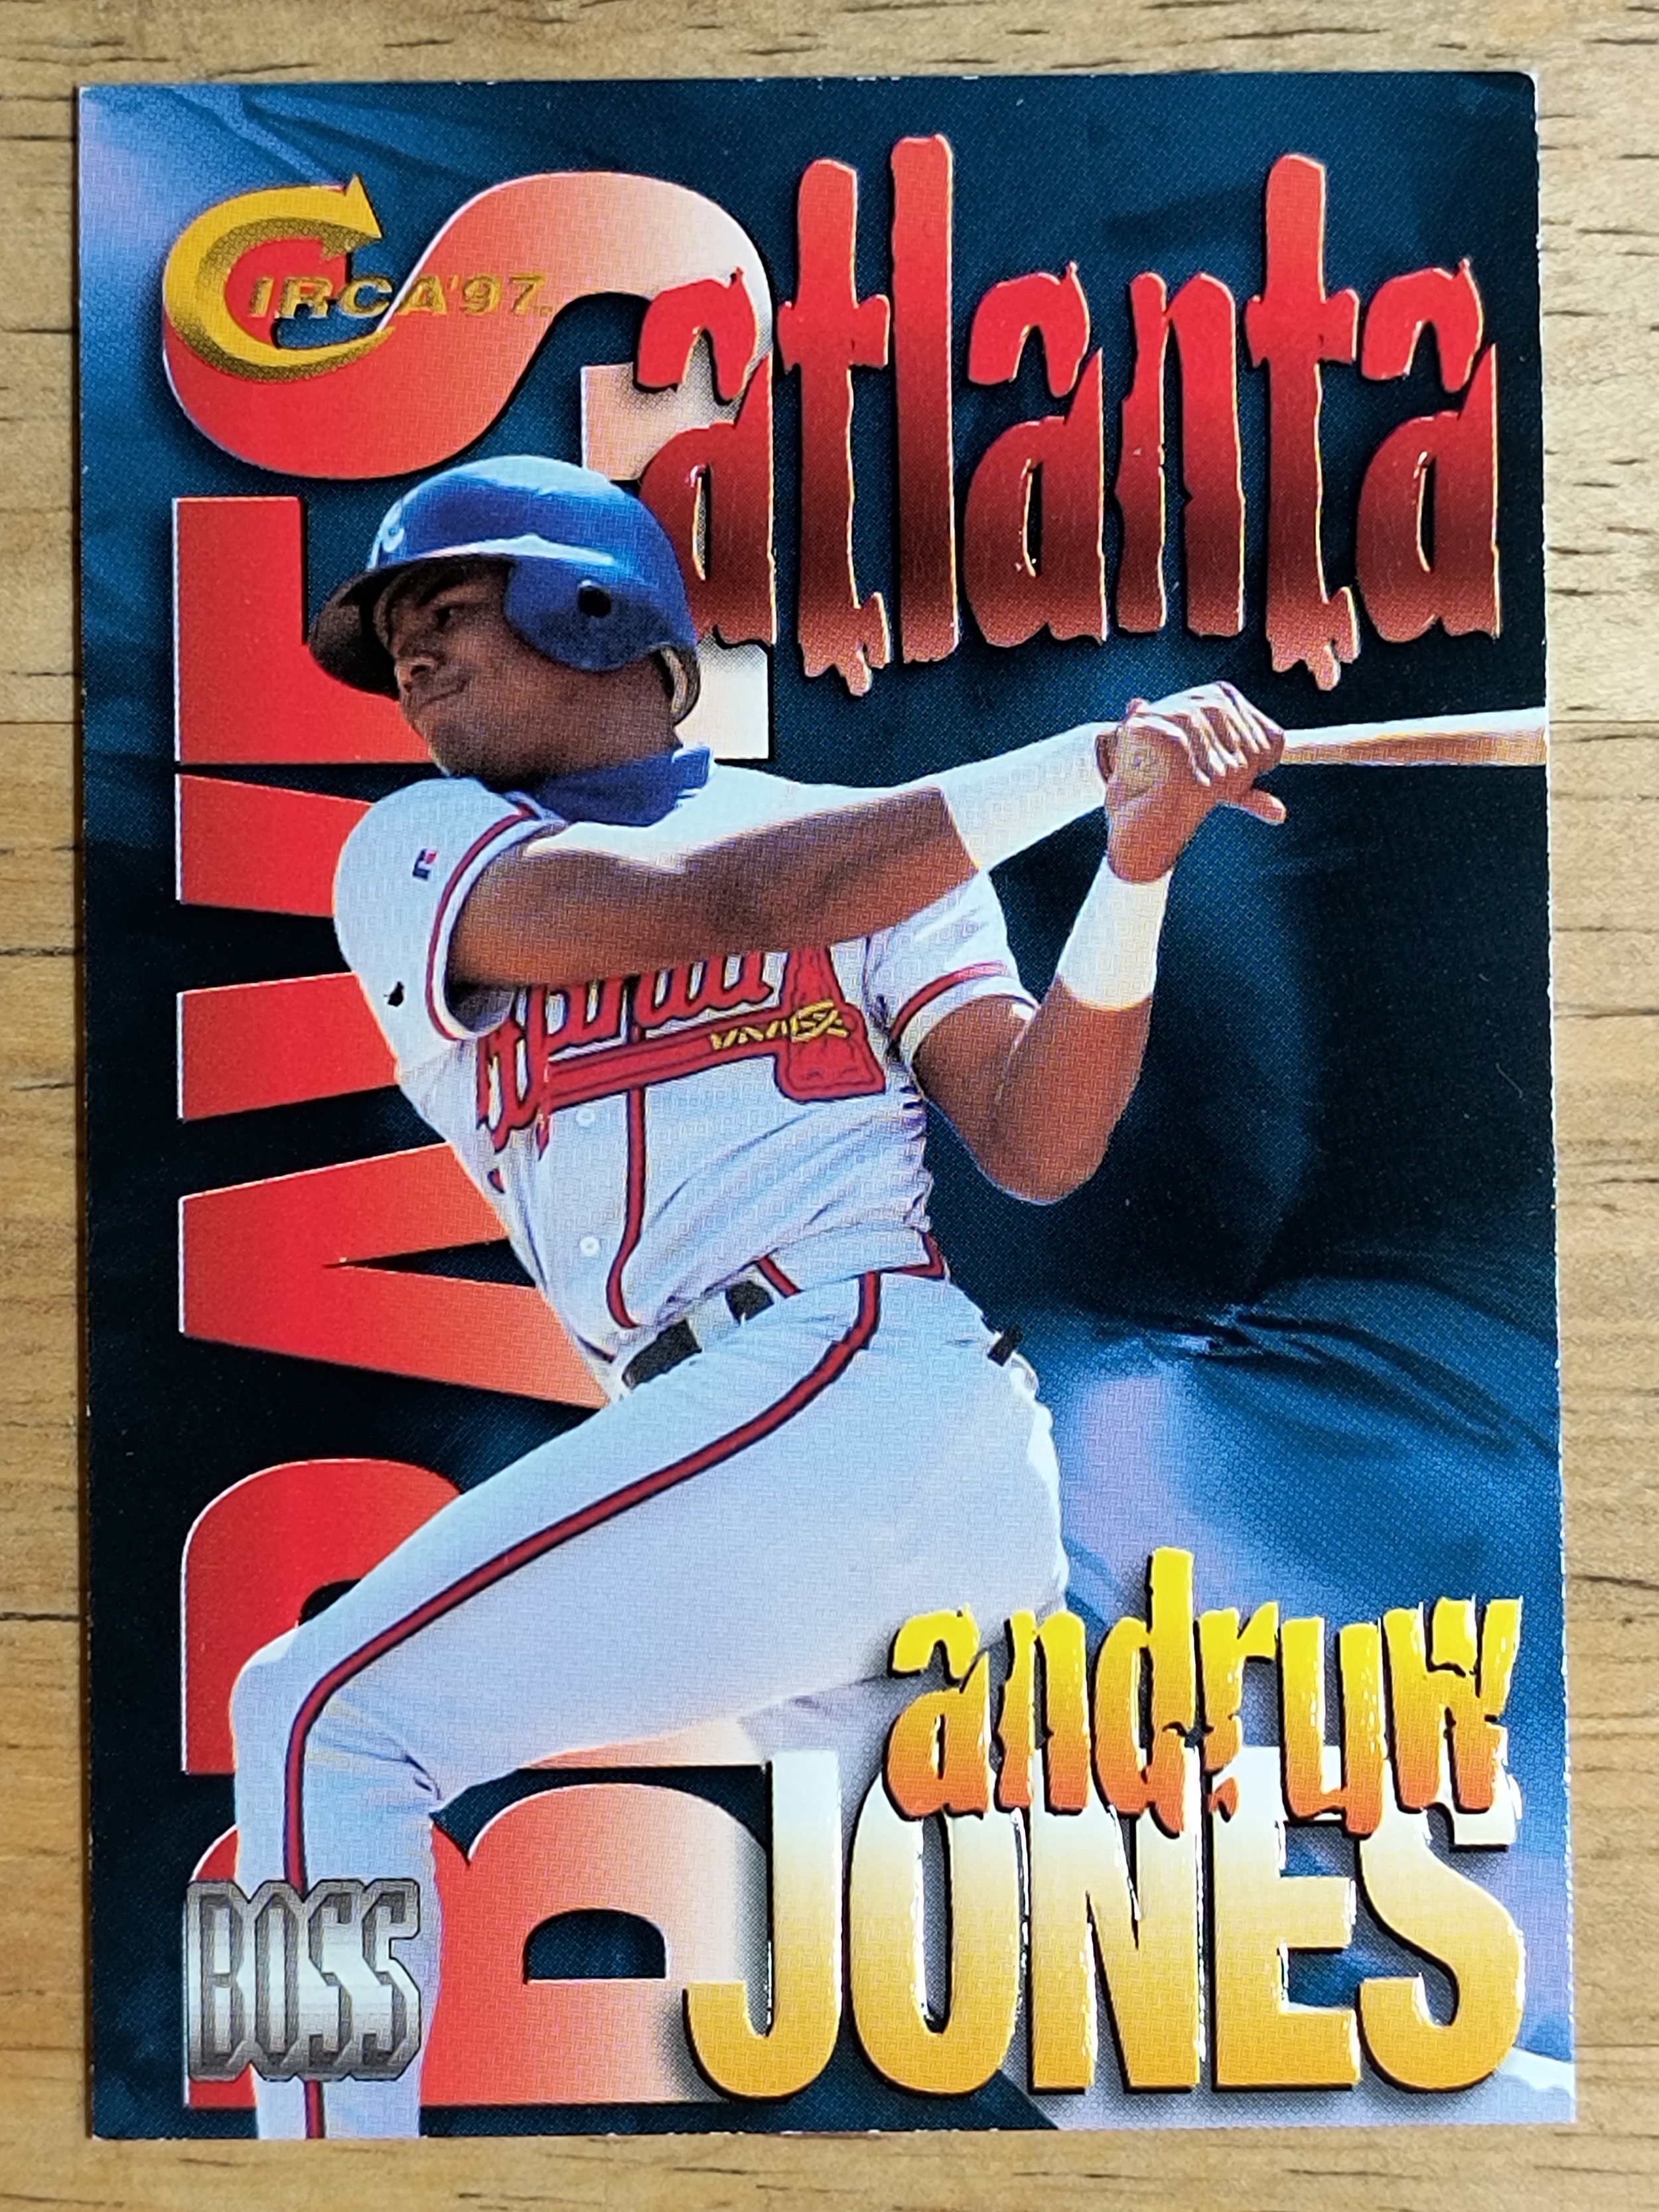 CIRCA'97
atlanta
BRAVES
andruw
JONES
BOSS